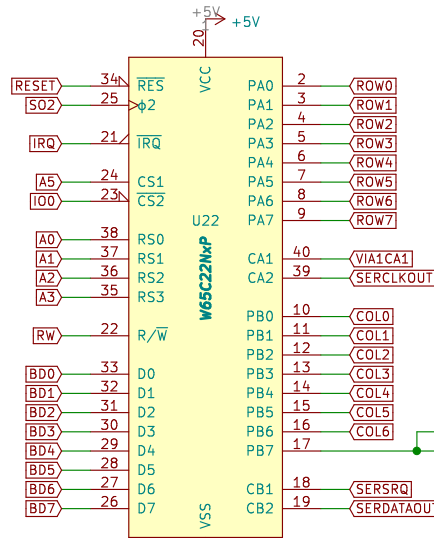 +5V
+5V
20
VCC
RESET 34 RES PA0 2 ROW0
SO2 25 ϕ2 PA1 3 ROW1
PA2 4 ROW2
IRQ 21 IRQ PA3 5 ROW3
PA4 6 ROW4
A5 24 CS1 PA5 7 ROW5
IO0 23 CS2 PA6 8 ROW6
U22 PA7 9 ROW7
A0 38 RS0
A1 37 RS1 CA1 40 VIA1CA1
A2 36 RS2 CA2 39 SERCLKOUT
A3 35 RS3
W65C22NxP
PB0 10 COL0
RW 22 R/W PB1 11 COL1
PB2 12 COL2
BD0 33 D0 PB3 13 COL3
BD1 32 D1 PB4 14 COL4
BD2 31 D2 PB5 15 COL5
BD3 30 D3 PB6 16 COL6
BD4 29 D4 PB7 17
BD5 28 D5
BD6 27 D6 CB1 18 SERSRQ
BD7 26 D7 CB2 19 SERDATAOUT
VSS